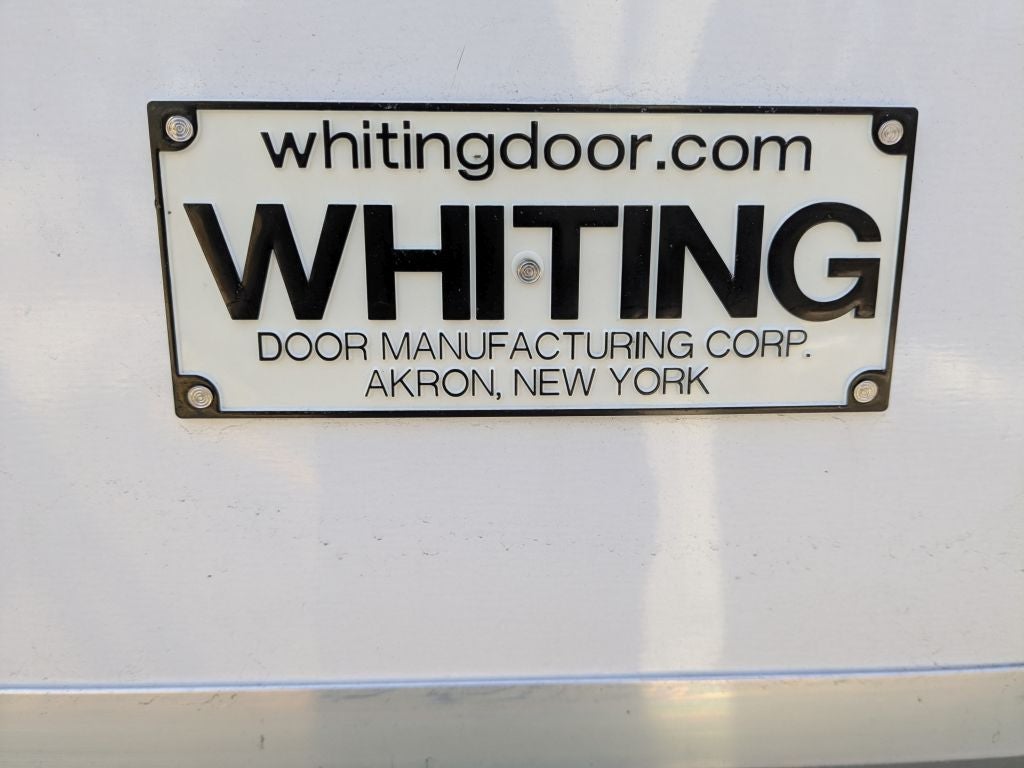 whitingdoor.com
WHITING
DOOR MANUFACTURING CORP.
AKRON, NEW YORK